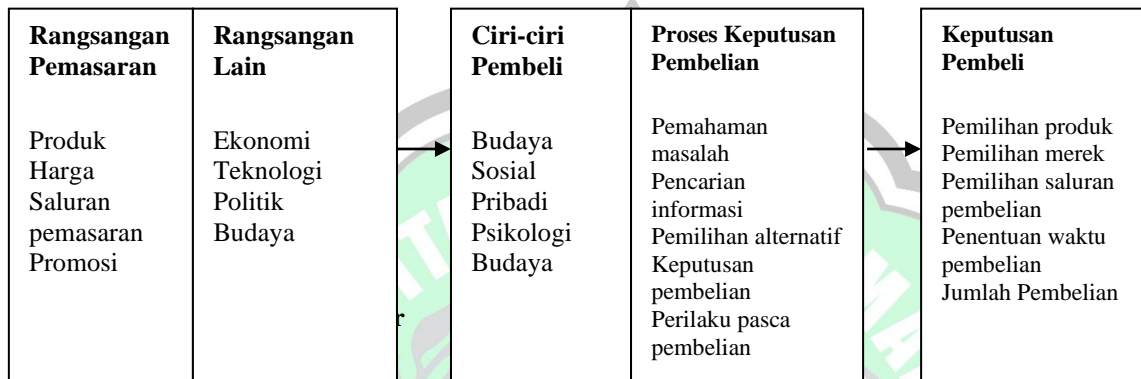 Rangsangan
Pemasaran
Produk
Harga
Saluran
pemasaran
Promosi
Rangsangan
Lain
Ekonomi
Teknologi
Politik
Budaya
Ciri-ciri
Pembeli
Budaya
Sosial
Pribadi
Psikologi
Budaya
Proses Keputusan
Pembelian
Pemahaman
masalah
Pencarian
informasi
Pemilihan alternatif
Keputusan
pembelian
Perilaku pasca
pembelian
Keputusan
Pembeli
Pemilihan produk
Pemilihan merek
Pemilihan saluran
pembelian
Penentuan waktu
pembelian
Jumlah Pembelian